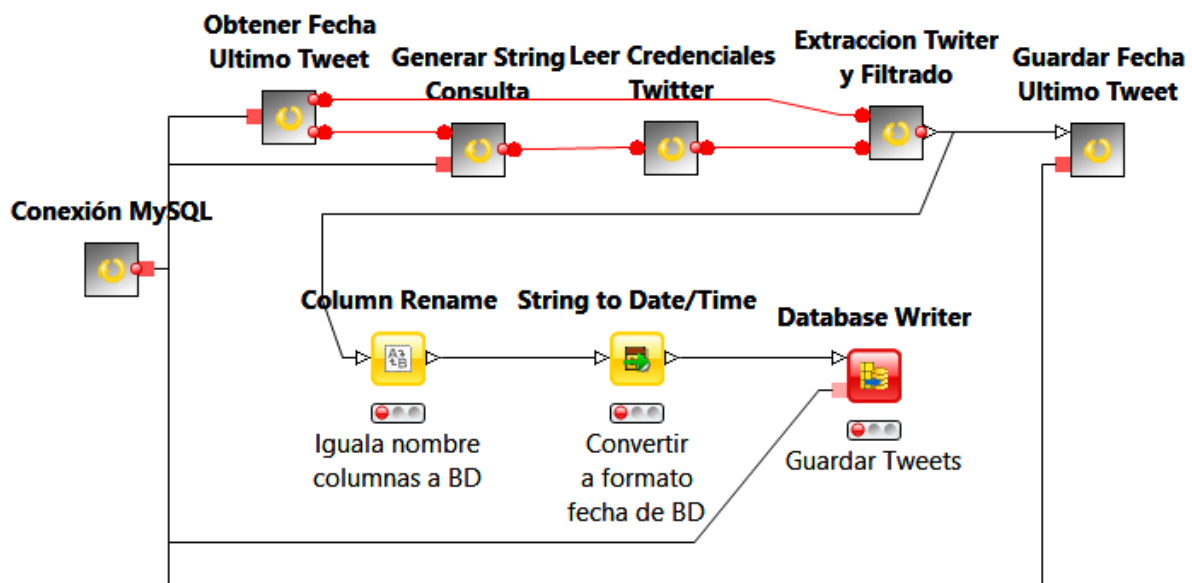 Obtener Fecha
Ultimo Tweet
Generar String
Consulta
Leer Credenciales
Twitter
Extraccion Twiter
y Filtrado
Guardar Fecha
Ultimo Tweet
Conexión MySQL
Column Rename
String to Date/Time
Database Writer
Iguala nombre
columnas a BD
Convertir
a formato
fecha de BD
Guardar Tweets